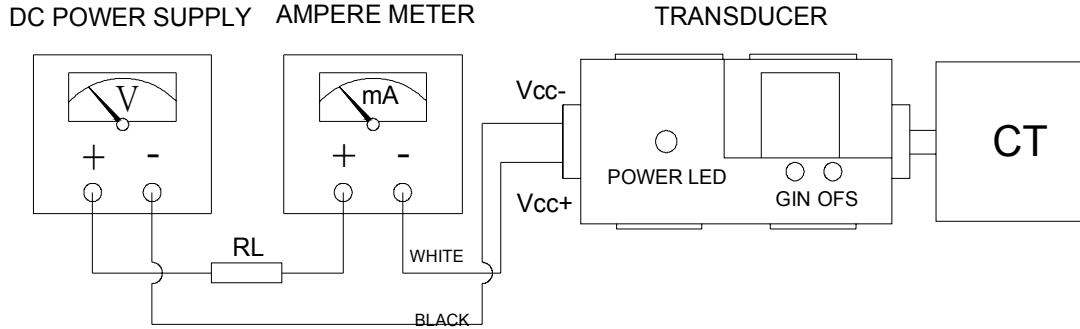 DC POWER SUPPLY AMPERE METER TRANSDUCER
V
+ -
mA
+ -
RL
WHITE
BLACK
Vcc-
Vcc+
POWER LED
GIN OFS
CT